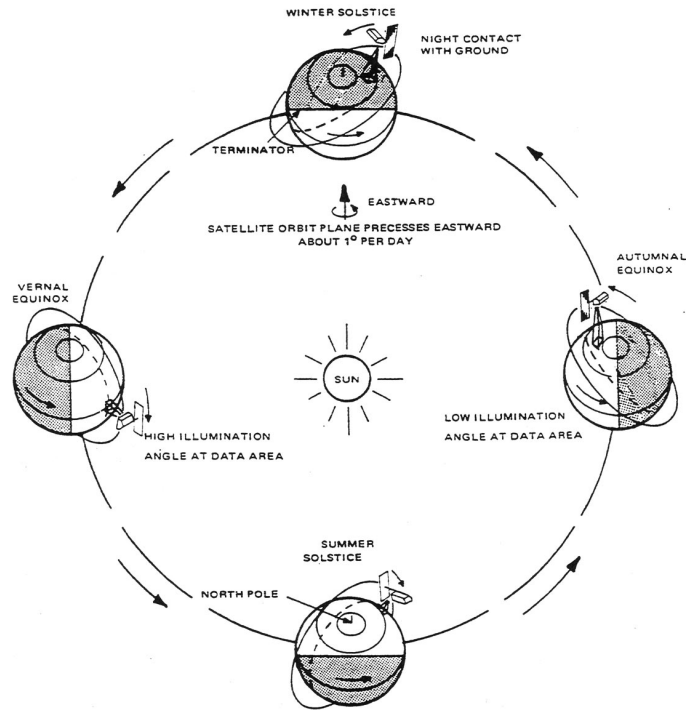 WINTER SOLSTICE
NIGHT CONTACT
WITH GROUND
TERMINATOR
EASTWARD
SATELLITE ORBIT PLANE PRECESSES EASTWARD
ABOUT 1° PER DAY
AUTUMNAL
EQUINOX
VERNAL
EQUINOX
SUN
LOW ILLUMINATION
ANGLE AT DATA AREA
HIGH ILLUMINATION
ANGLE AT DATA AREA
SUMMER
SOLSTICE
NORTH POLE